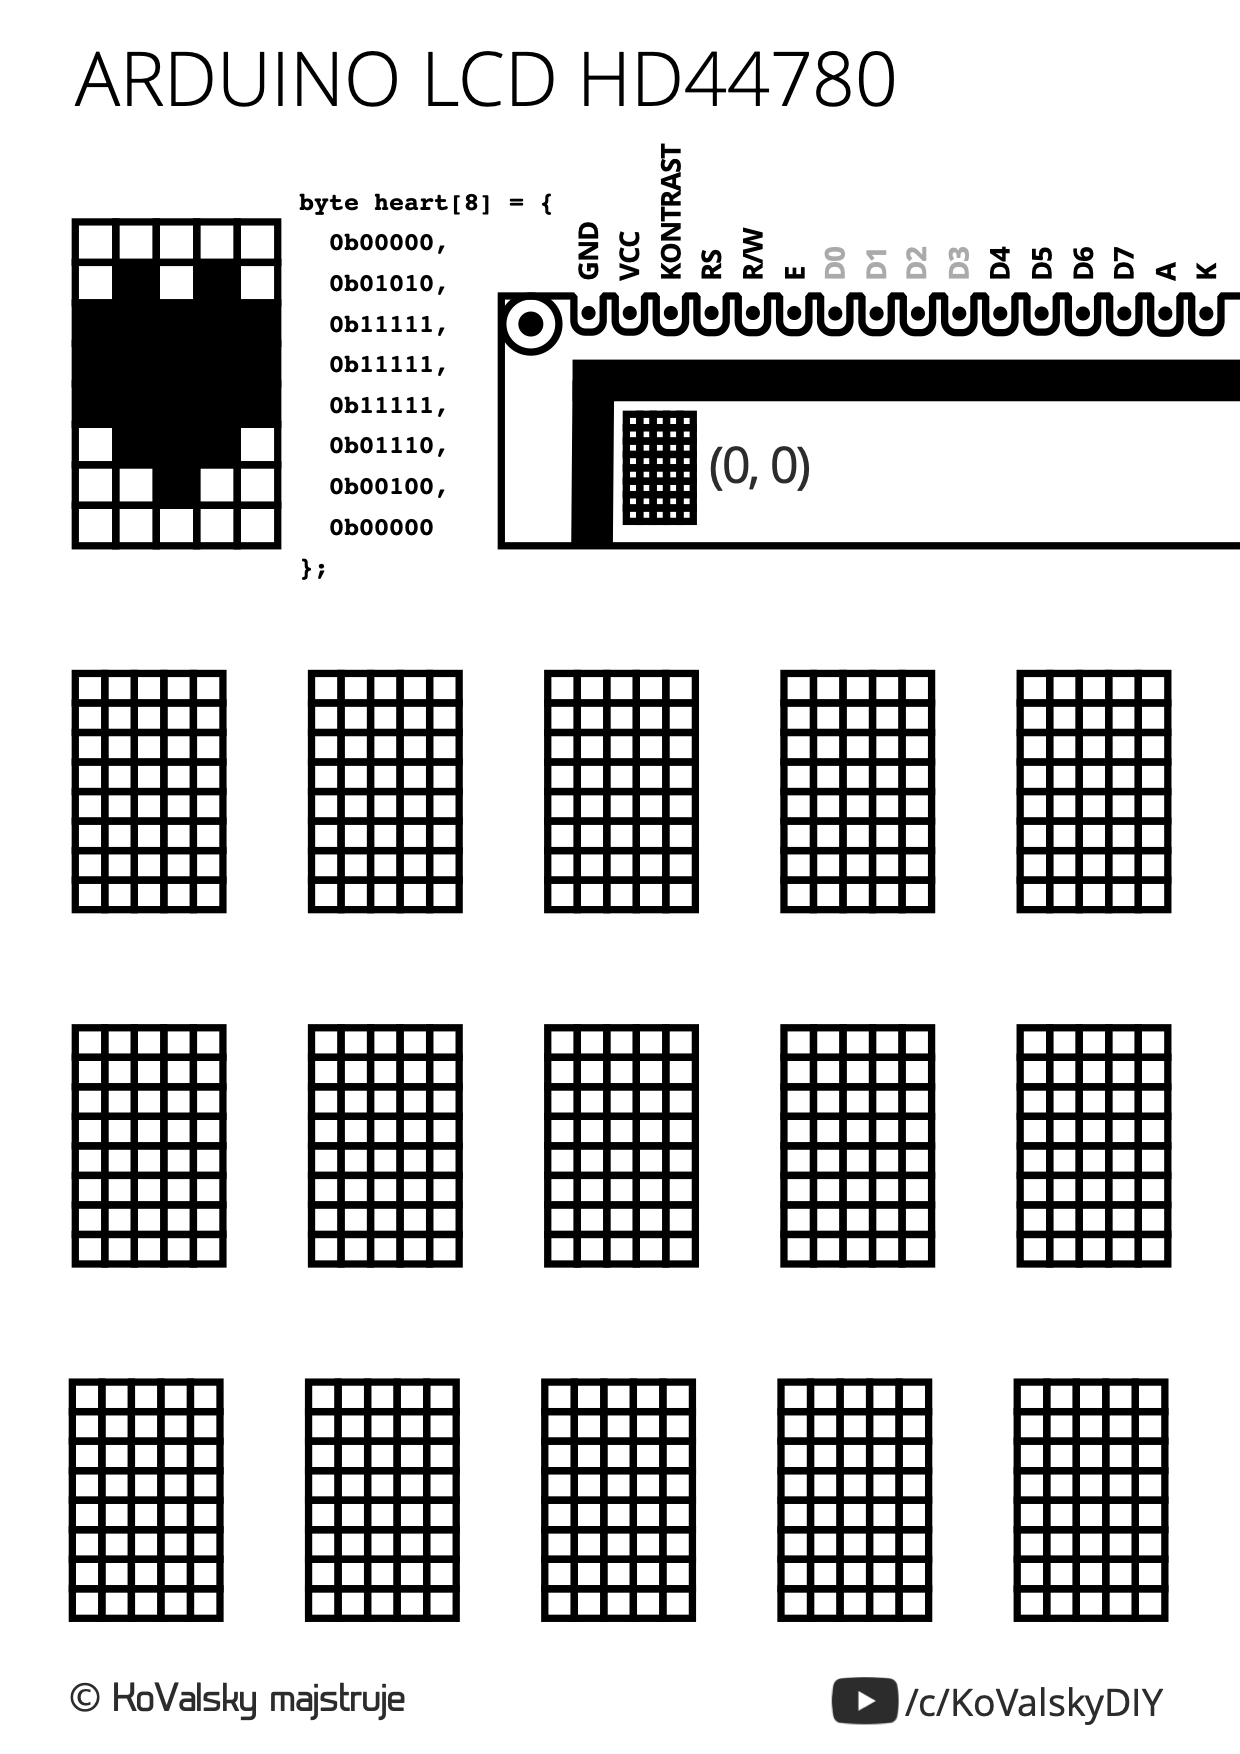 ARDUINO LCD HD44780
byte heart[8] = {
0b00000,
0b01010,
0b11111,
0b11111,
0b11111,
0b01110,
0b00100,
0b00000
};
GND
VCC
KONTRAST
RS
R/W
E
D0
D1
D2
D3
D4
D5
D6
D7
A
K
(0, 0)
© KoValsky majstruje
/c/KoValskyDIY